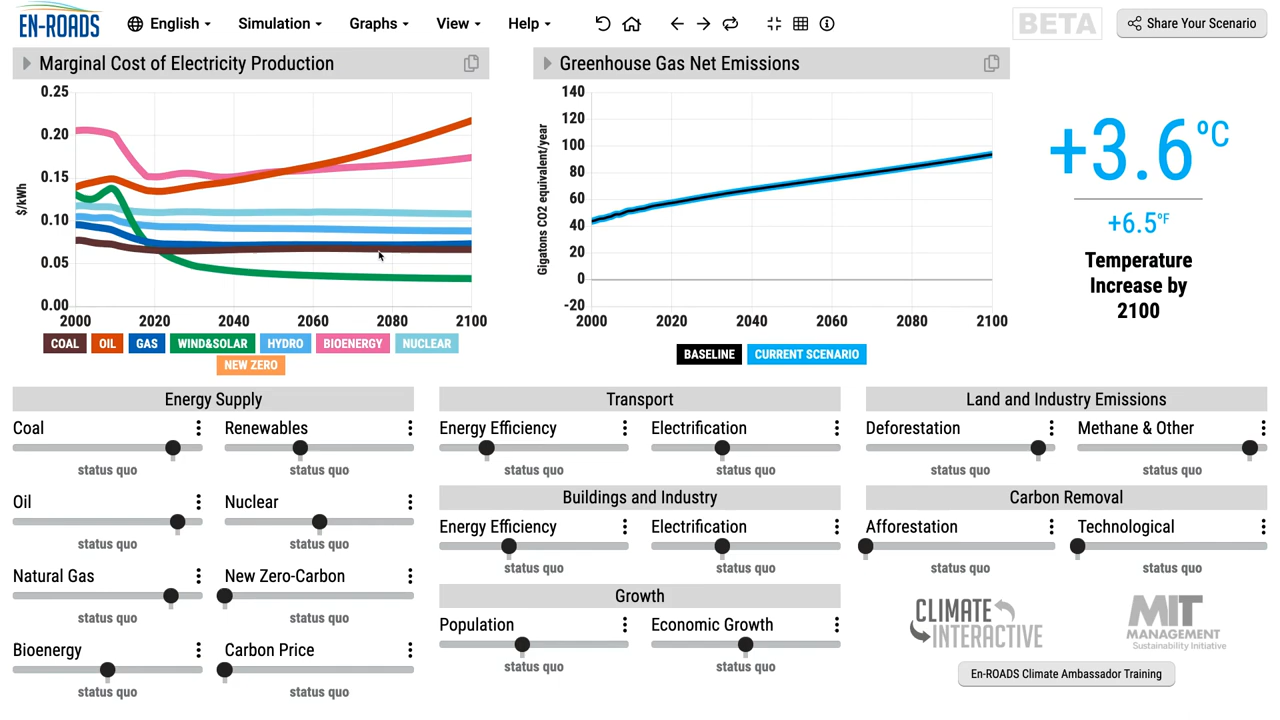 EN-ROADS
English
Simulation
Graphs
View
Help
BETA
Share Your Scenario
Marginal Cost of Electricity Production
$/kWh
0.25
0.20
0.15
0.10
0.05
0.00
2000 2020 2040 2060 2080 2100
COAL OIL GAS WIND&SOLAR HYDRO BIOENERGY NUCLEAR
NEW ZERO
Greenhouse Gas Net Emissions
Gigatons CO2 equivalent/year
140
120
100
80
60
40
20
0
-20
2000 2020 2040 2060 2080 2100
BASELINE CURRENT SCENARIO
+3.6°C
+6.5°F
Temperature
Increase by
2100
Energy Supply
Coal
status quo
Renewables
status quo
Oil
status quo
Nuclear
status quo
Natural Gas
status quo
New Zero-Carbon
status quo
Bioenergy
status quo
Carbon Price
status quo
Transport
Energy Efficiency
status quo
Electrification
status quo
Buildings and Industry
Energy Efficiency
status quo
Electrification
status quo
Growth
Population
status quo
Economic Growth
status quo
Land and Industry Emissions
Deforestation
status quo
Methane & Other
status quo
Carbon Removal
Afforestation
status quo
Technological
status quo
CLIMATE
INTERACTIVE
MIT
MANAGEMENT
Sustainability Initiative
En-ROADS Climate Ambassador Training